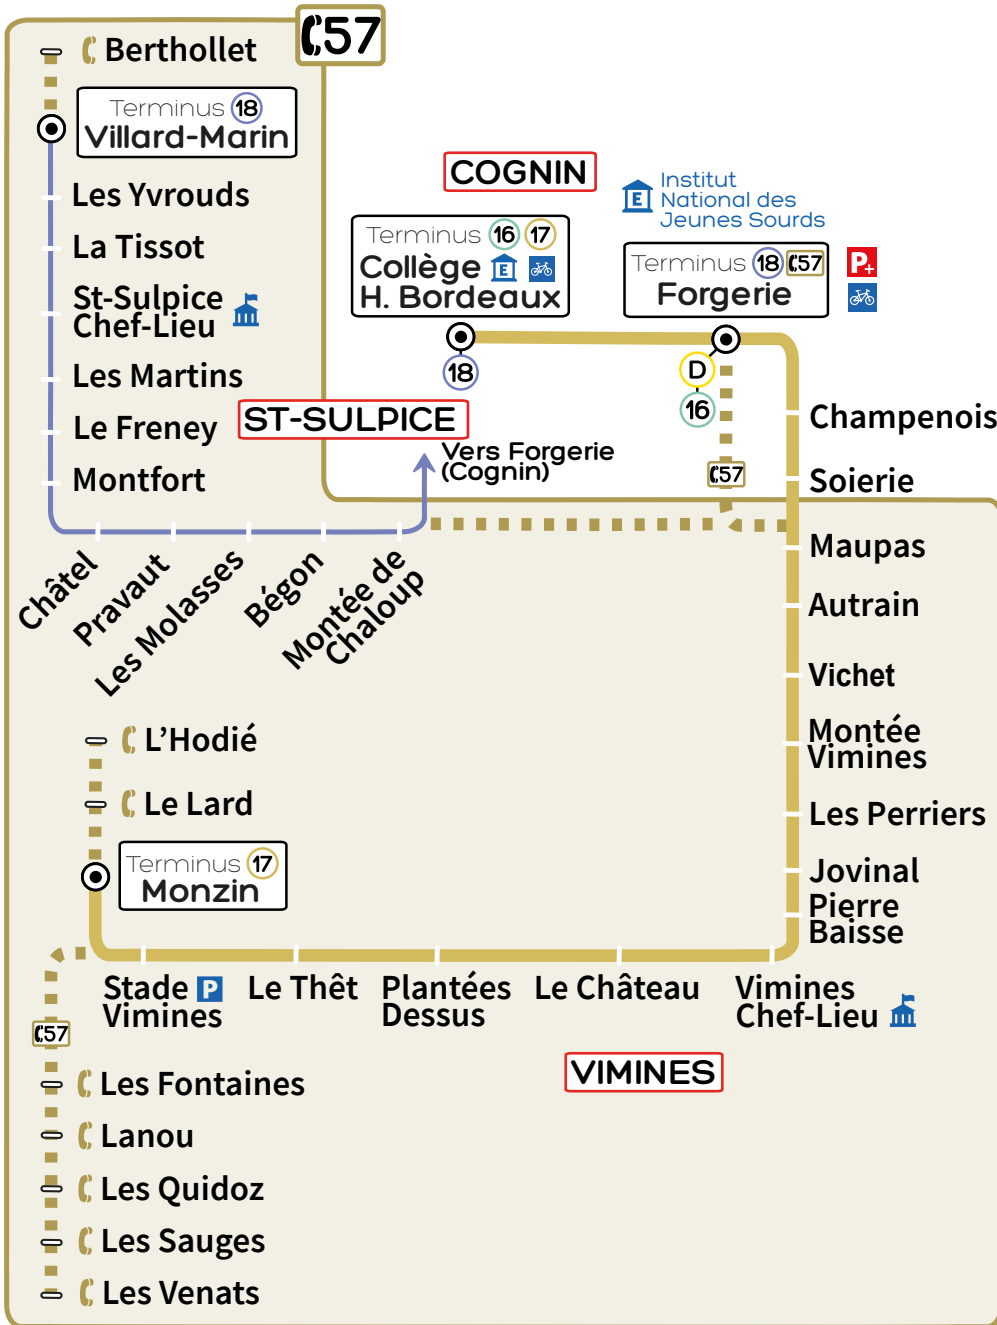 57
Berthollet
Terminus 18
Villard-Marin
Les Yvrouds
La Tissot
St-Sulpice
Chef-Lieu
Les Martins
Le Freney
Montfort
ST-SULPICE
Châtel
Pravaut
Les Molasses
Bégon
Montée de
Chaloup
Vers Forgerie
(Cognin)
COGNIN
Terminus 16 17
Collège E
H. Bordeaux
18
E
Institut
National des
Jeunes Sourds
Terminus 18 57
Forgerie
P+
D
16
57
Champenois
Soierie
Maupas
Autrain
Vichet
Montée
Vimines
Les Perriers
Jovinal
Pierre
Baisse
Vimines
Chef-Lieu
Le Château
Plantées
Dessus
Le Thêt
Stade P
Vimines
VIMINES
L'Hodié
Le Lard
Terminus 17
Monzin
57
Les Fontaines
Lanou
Les Quidoz
Les Sauges
Les Venats